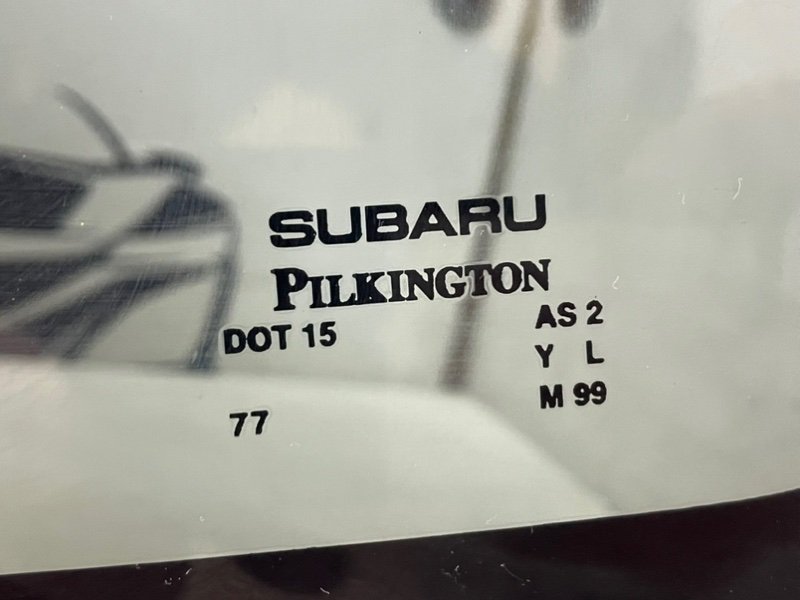 SUBARU
PILKINGTON
DOT 15 AS 2
Y L
M 99
77